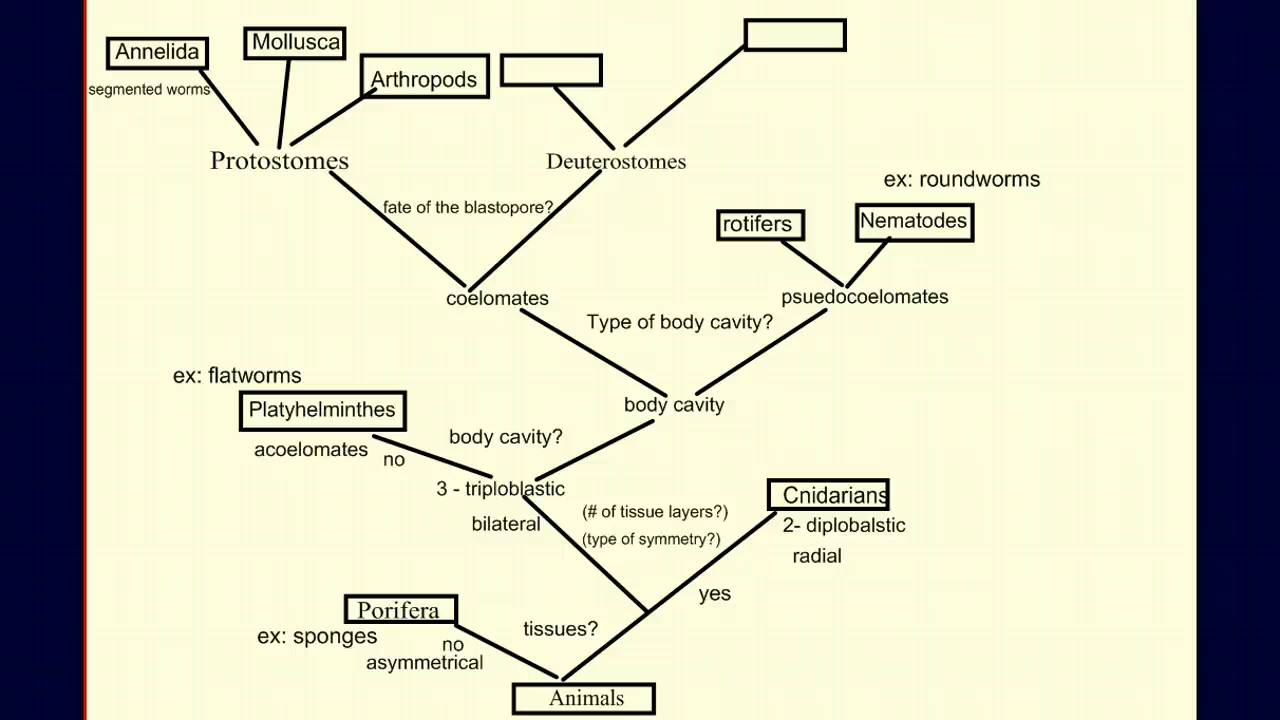 Annelida
Mollusca
Arthropods
segmented worms
Protostomes
Deuterostomes
ex: roundworms
fate of the blastopore?
rotifers
Nematodes
coelomates
psuedocoelomates
Type of body cavity?
ex: flatworms
Platyhelminthes
body cavity
acoelomates
no
body cavity?
3 - triploblastic
bilateral
(# of tissue layers?)
(type of symmetry?)
Cnidarians
2- diplobalstic
radial
yes
Porifera
ex: sponges
no
asymmetrical
tissues?
Animals